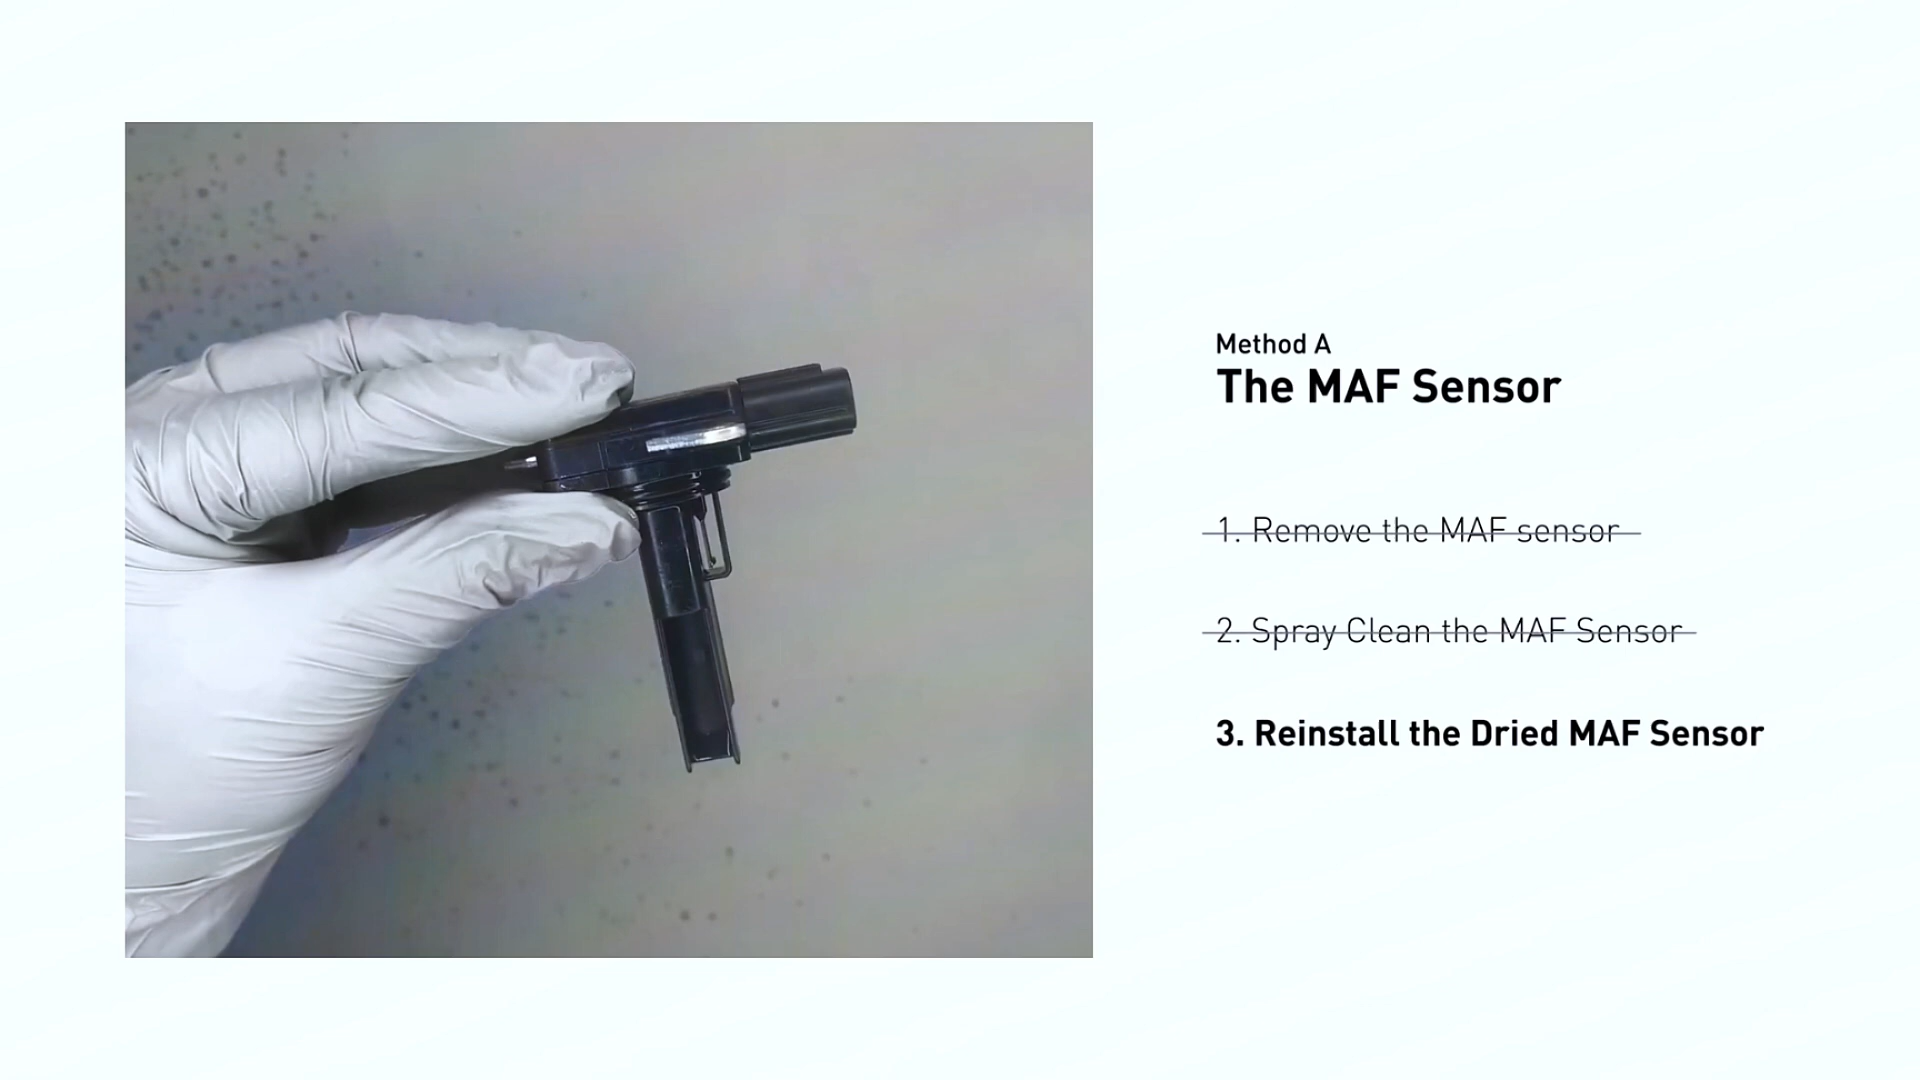 Method A
The MAF Sensor
1. Remove the MAF sensor
2. Spray Clean the MAF Sensor
3. Reinstall the Dried MAF Sensor